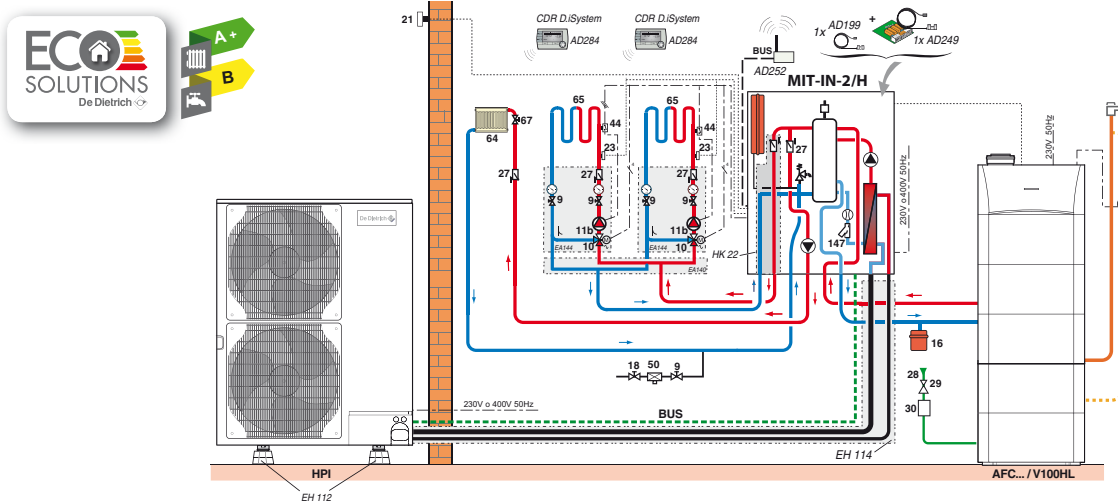 ECO
SOLUTIONS
De Dietrich
A+
B
21
CDR D.iSystem
AD284
CDR D.iSystem
AD284
BUS
AD252
AD199
1x
+
1x AD249
MIT-IN-2/H
65
65
67
64
44
44
23
23
27
27
27
27
9
9
9
9
11b
11b
10
10
M
M
EA144
EA144
EA140
HK 22
147
230V o 400V 50Hz
230V 50Hz
De Dietrich
16
18
50
9
28
29
30
230V o 400V 50Hz
BUS
EH 114
HPI
AFC... / V100HL
EH 112